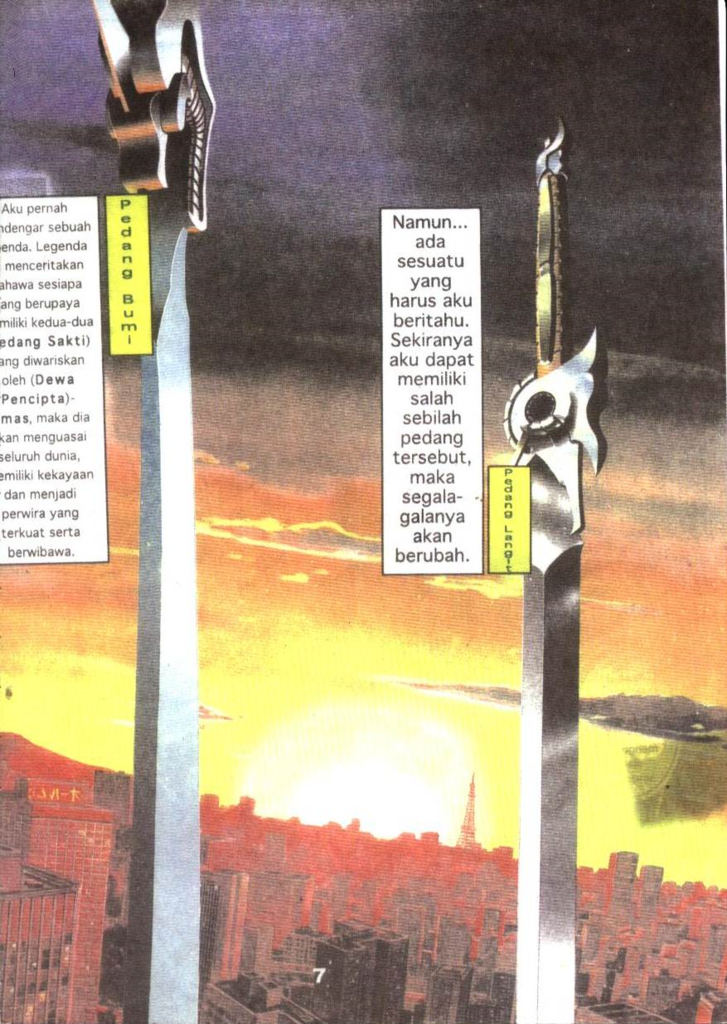 Aku pernah
ndengar sebuah
enda. Legenda
menceritakan
ahawa sesiapa
ang berupaya
miliki kedua-dua
edang Sakti)
ang diwariskan
oleh (Dewa
Pencipta)-
mas, maka dia
kan menguasai
seluruh dunia,
emiliki kekayaan
dan menjadi
perwira yang
terkuat serta
berwibawa.
Pedang Bumi
Namun...
ada
sesuatu
yang
harus aku
beritahu.
Sekiranya
aku dapat
memiliki
salah
sebilah
pedang
tersebut,
maka
segala-
galanya
akan
berubah.
Pedang Langit
7